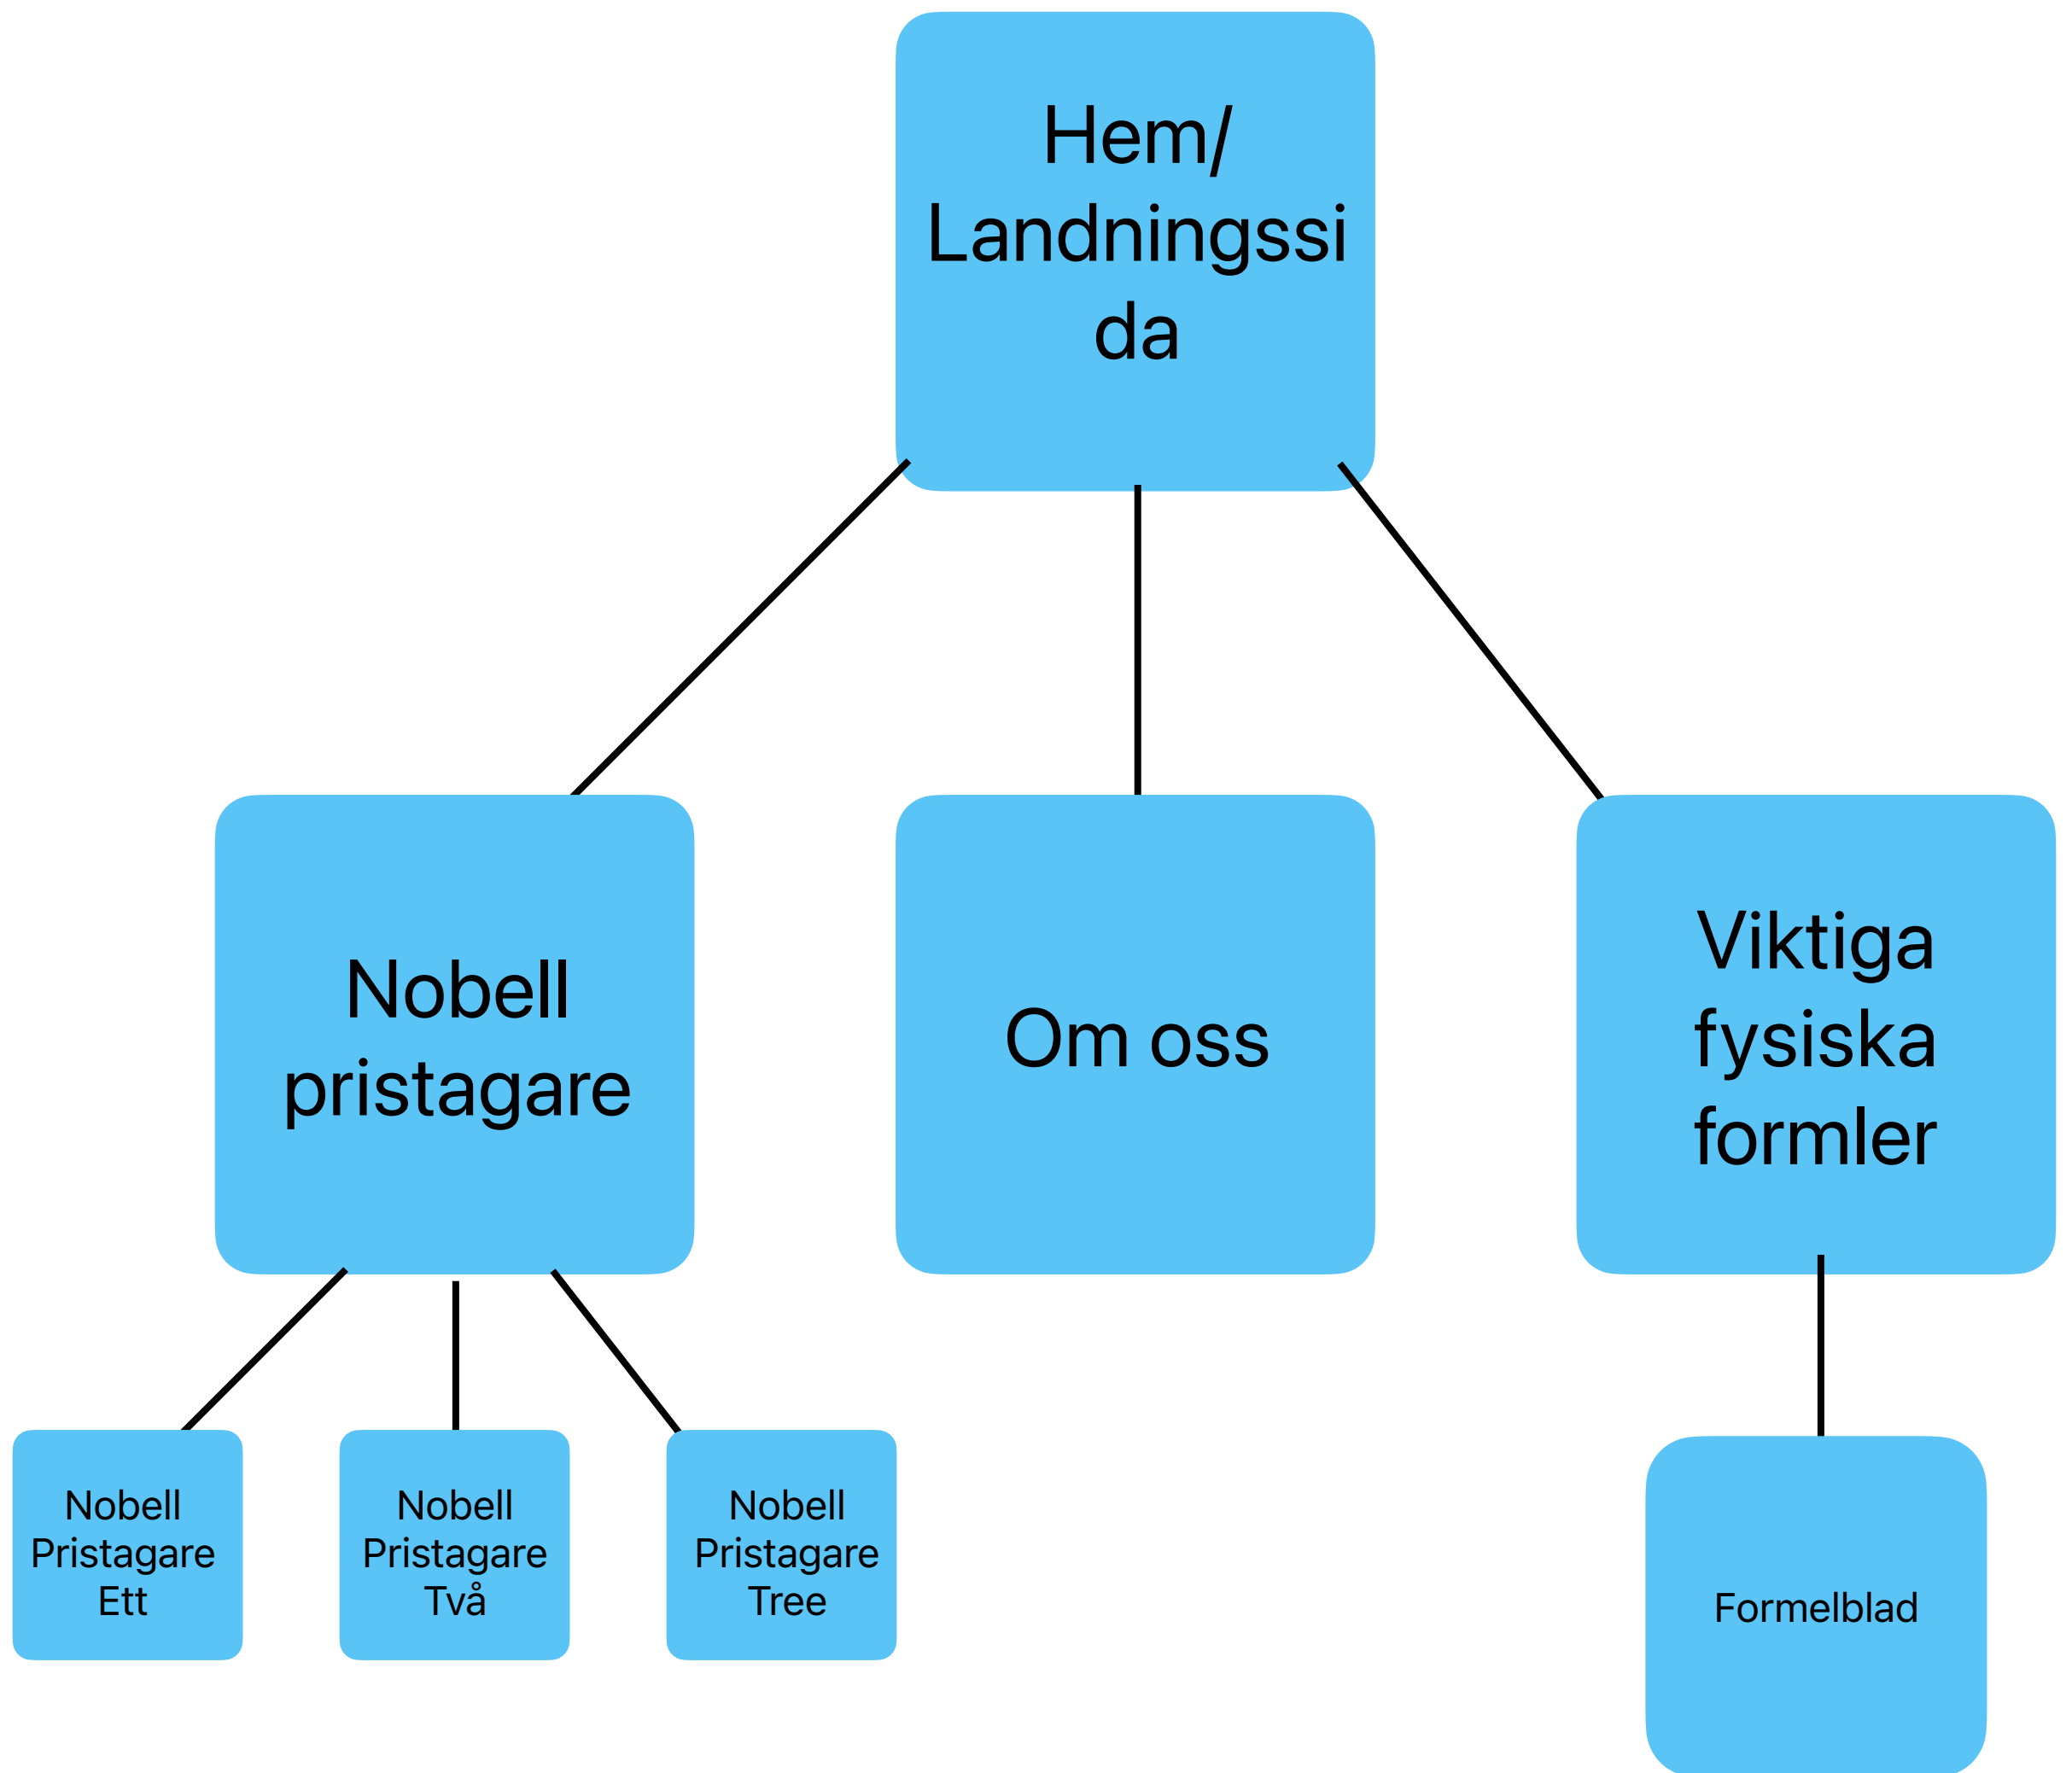 Hem/
Landningssi
da
Nobell
pristagare
Om oss
Viktiga
fysiska
formler
Nobell
Pristagare
Ett
Nobell
Pristagare
Två
Nobell
Pristagare
Tree
Formelblad